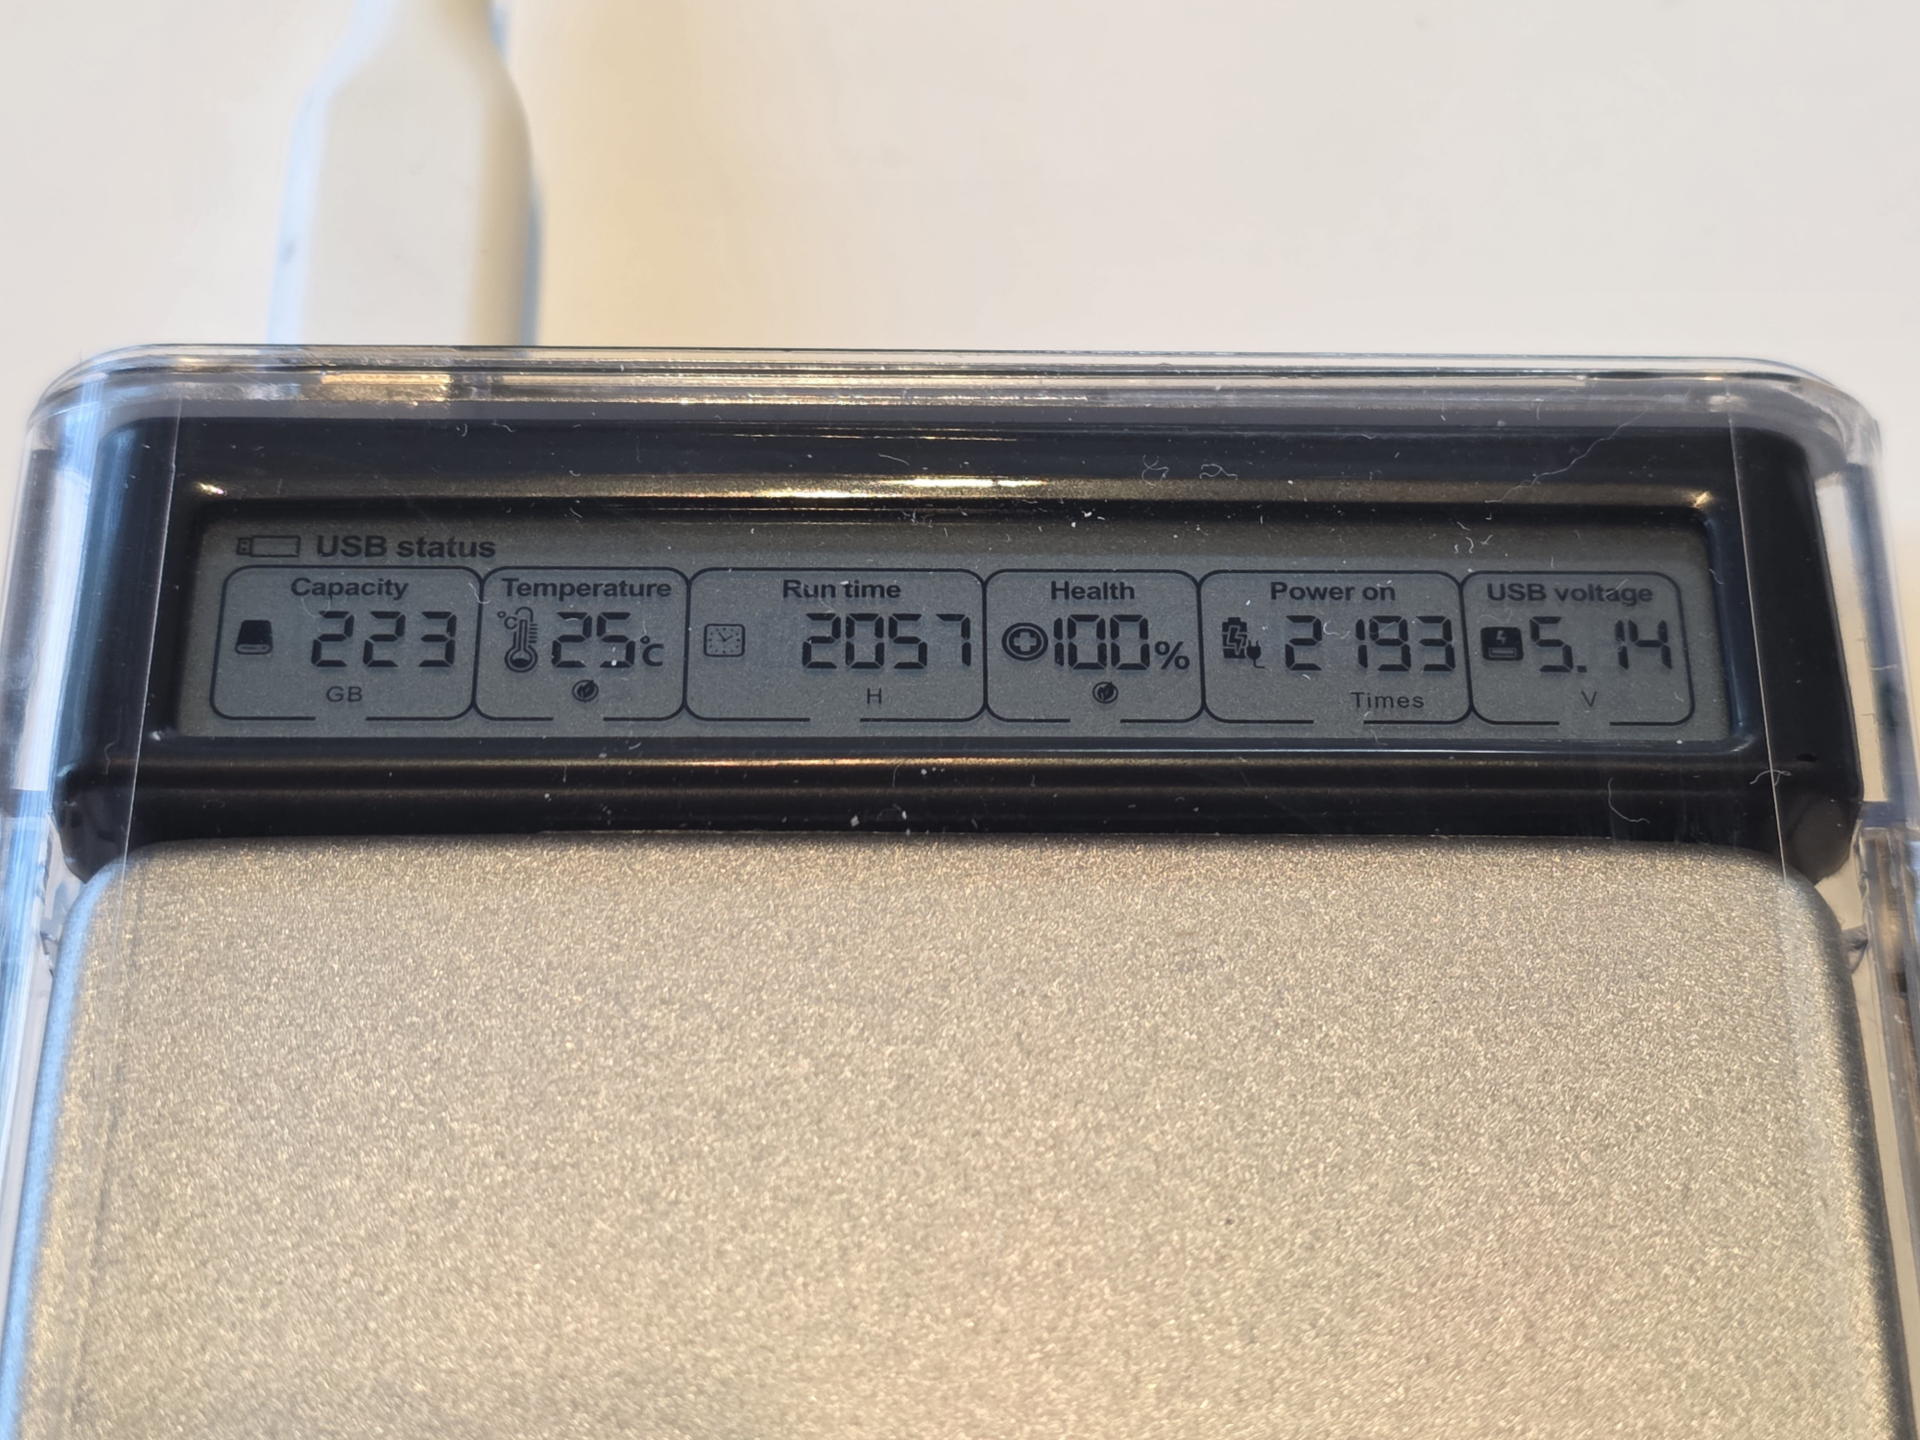 USB status
Capacity Temperature Run time Health Power on USB voltage
223 °C 25°C 2057 100% 2193 5.14
GB H Times V